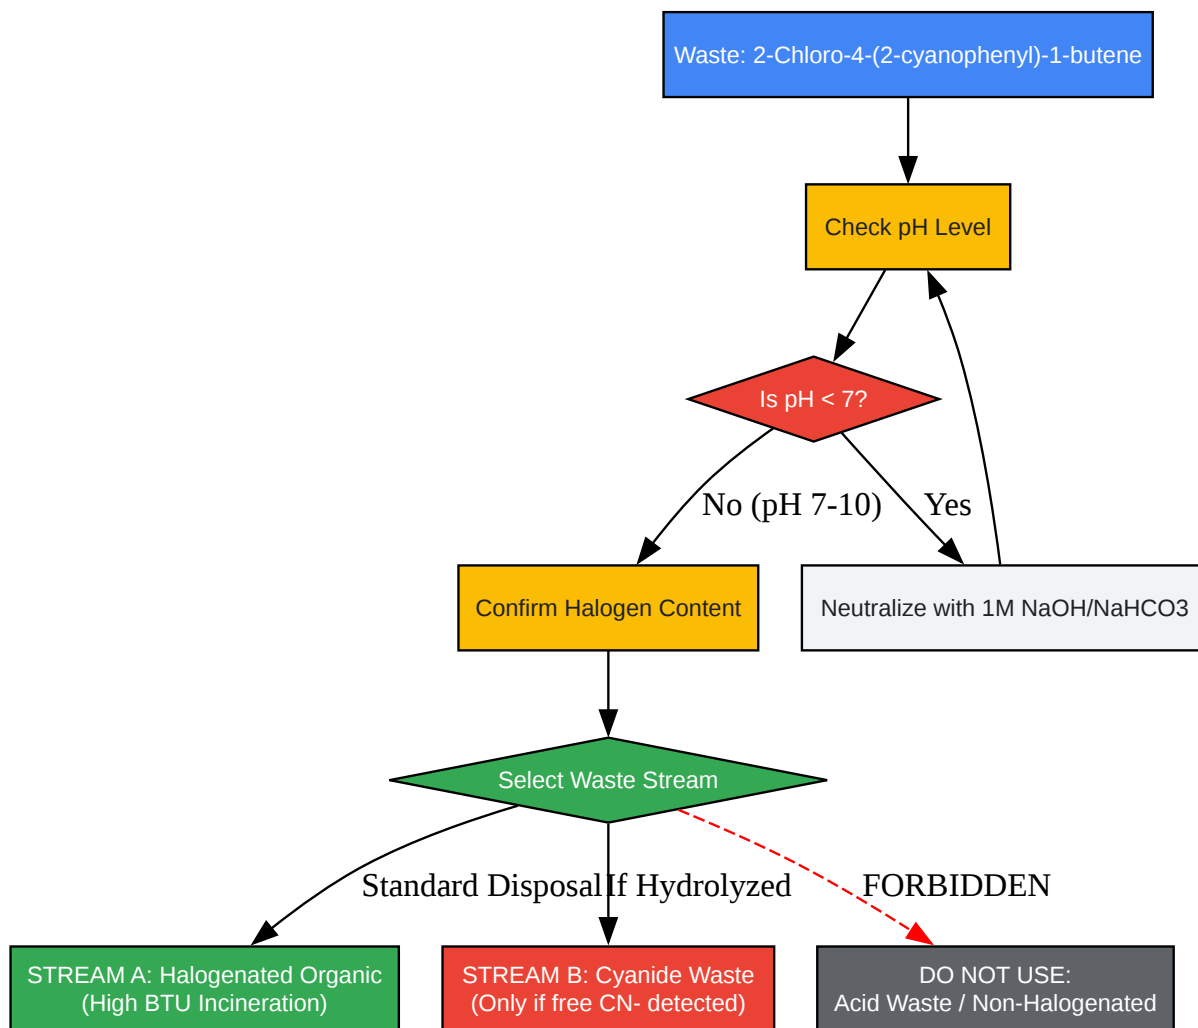 Waste: 2-Chloro-4-(2-cyanophenyl)-1-butene
Check pH Level
Is pH < 7?
No (pH 7-10)
Yes
Confirm Halogen Content
Neutralize with 1M NaOH/NaHCO3
Select Waste Stream
Standard Disposal
If Hydrolyzed
FORBIDDEN
STREAM A: Halogenated Organic
(High BTU Incineration)
STREAM B: Cyanide Waste
(Only if free CN- detected)
DO NOT USE:
Acid Waste / Non-Halogenated